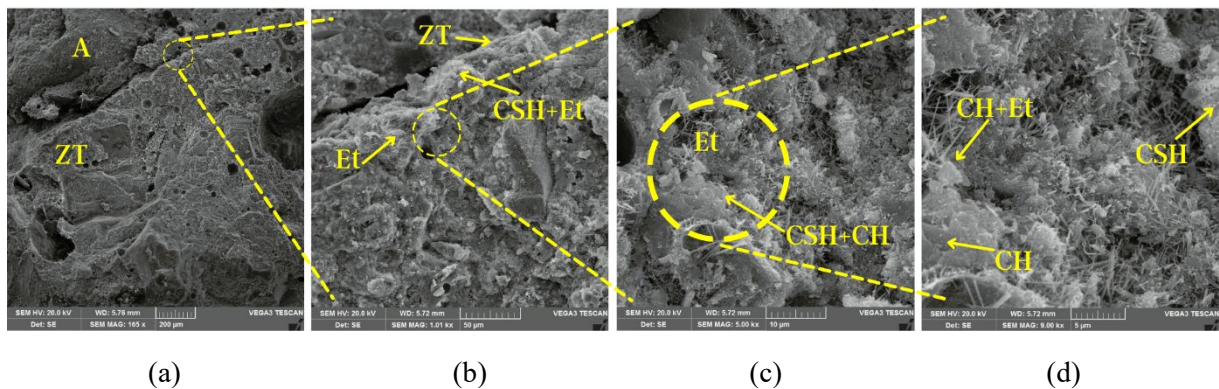 A
ZT
SEM HV: 20.0 kV WD: 5.76 mm VEGA3 TESCAN
Det: SE SEM MAG: 165 x 200 µm
ZT
CSH+Et
Et
SEM HV: 20.0 kV WD: 5.72 mm VEGA3 TESCAN
Det: SE SEM MAG: 1.01 kx 50 µm
Et
CSH+CH
SEM HV: 20.0 kV WD: 5.72 mm VEGA3 TESCAN
Det: SE SEM MAG: 5.00 kx 10 µm
CH+Et
CSH
CH
SEM HV: 20.0 kV WD: 5.72 mm VEGA3 TESCAN
Det: SE SEM MAG: 9.00 kx 5 µm
(a) (b) (c) (d)